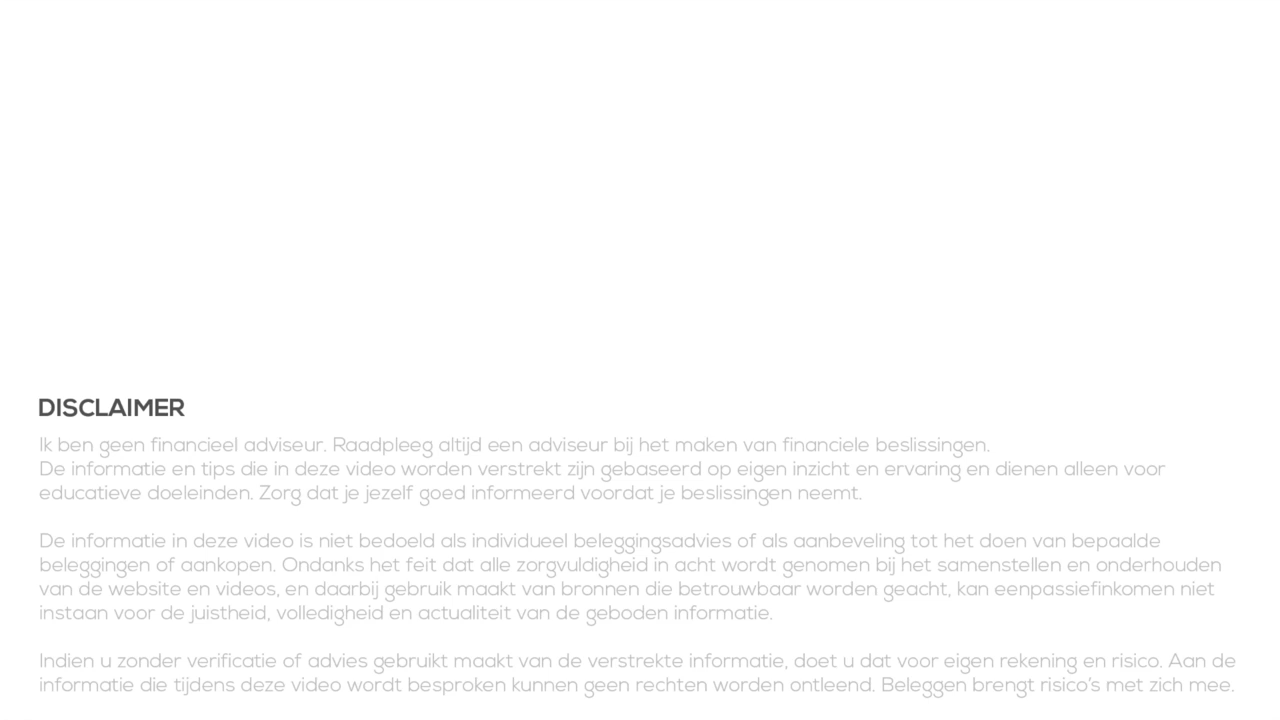 DISCLAIMER
Ik ben geen financieel adviseur. Raadpleeg altijd een adviseur bij het maken van financiele beslissingen.
De informatie en tips die in deze video worden verstrekt zijn gebaseerd op eigen inzicht en ervaring en dienen alleen voor
educatieve doeleinden. Zorg dat je jezelf goed informeerd voordat je beslissingen neemt.
De informatie in deze video is niet bedoeld als individueel beleggingsadvies of als aanbeveling tot het doen van bepaalde
beleggingen of aankopen. Ondanks het feit dat alle zorgvuldigheid in acht wordt genomen bij het samenstellen en onderhouden
van de website en videos, en daarbij gebruik maakt van bronnen die betrouwbaar worden geacht, kan eenpassiefinkomen niet
instaan voor de juistheid, volledigheid en actualiteit van de geboden informatie.
Indien u zonder verificatie of advies gebruikt maakt van de verstrekte informatie, doet u dat voor eigen rekening en risico. Aan de
informatie die tijdens deze video wordt besproken kunnen geen rechten worden ontleend. Beleggen brengt risico's met zich mee.